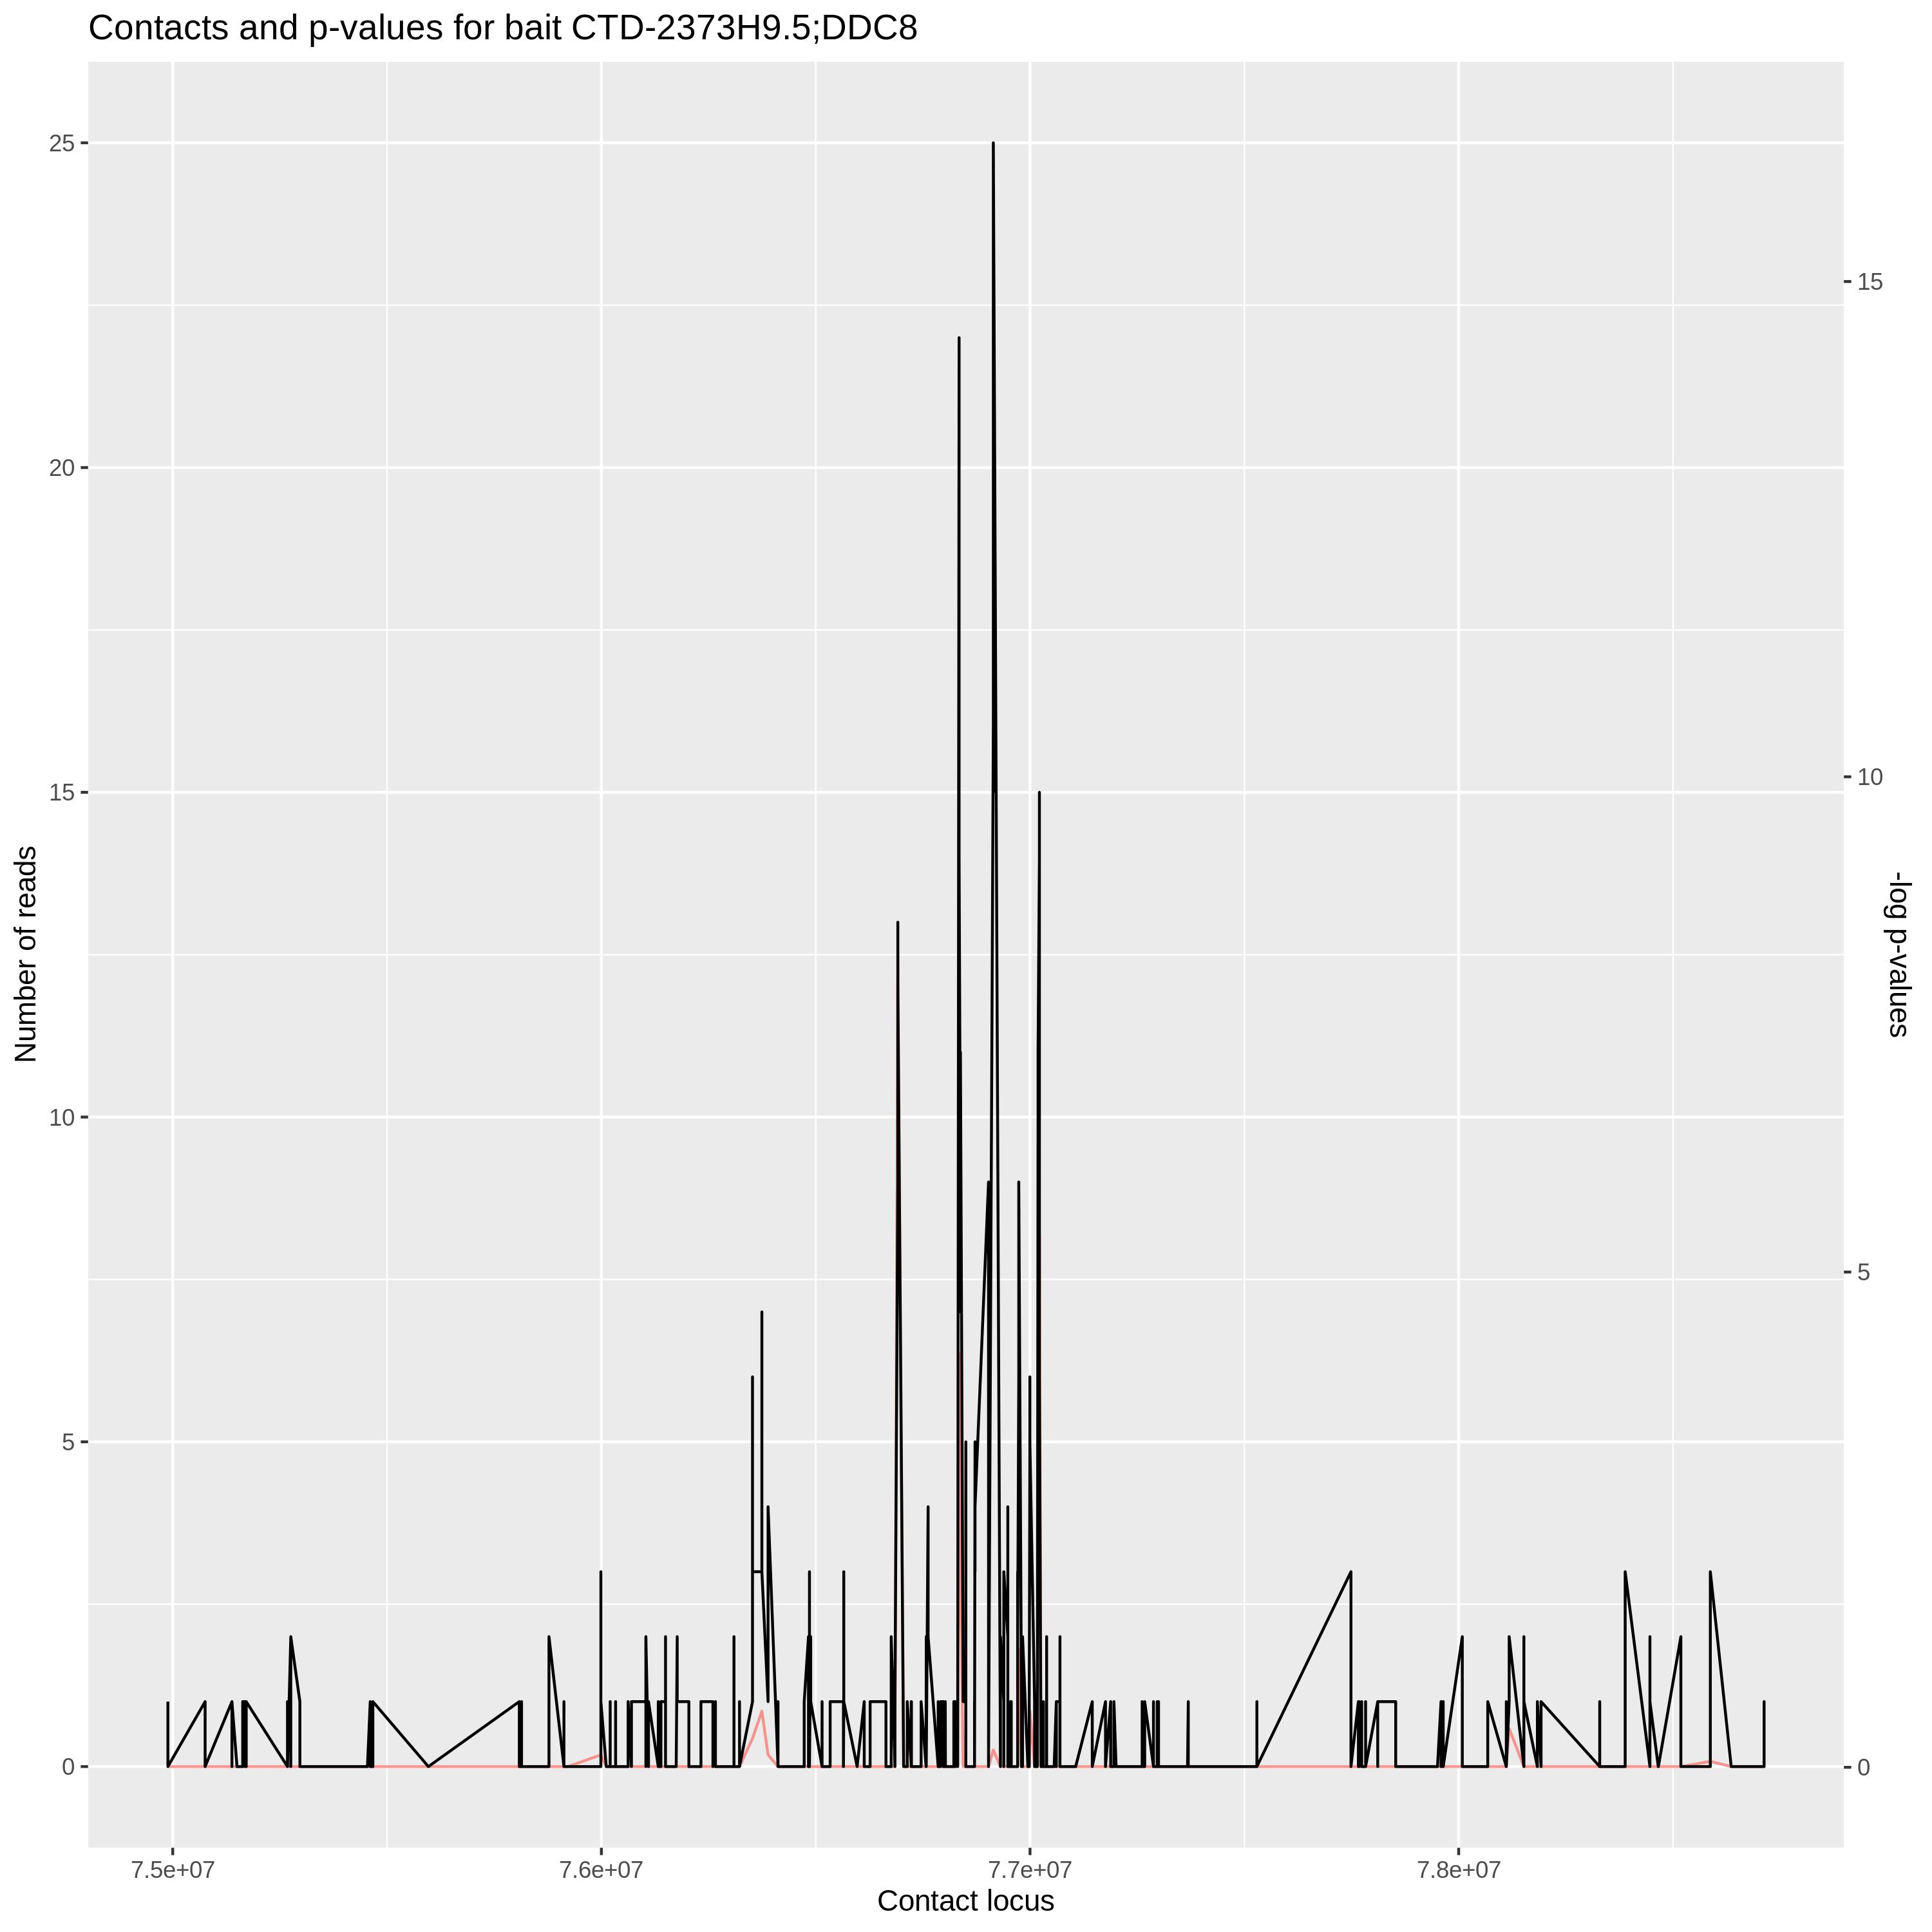 Contacts and p-values for bait CTD-2373H9.5;DDC8
25
20
15
10
5
0
Number of reads
15
10
5
0
-log p-values
7.5e+07 7.6e+07 7.7e+07 7.8e+07
Contact locus